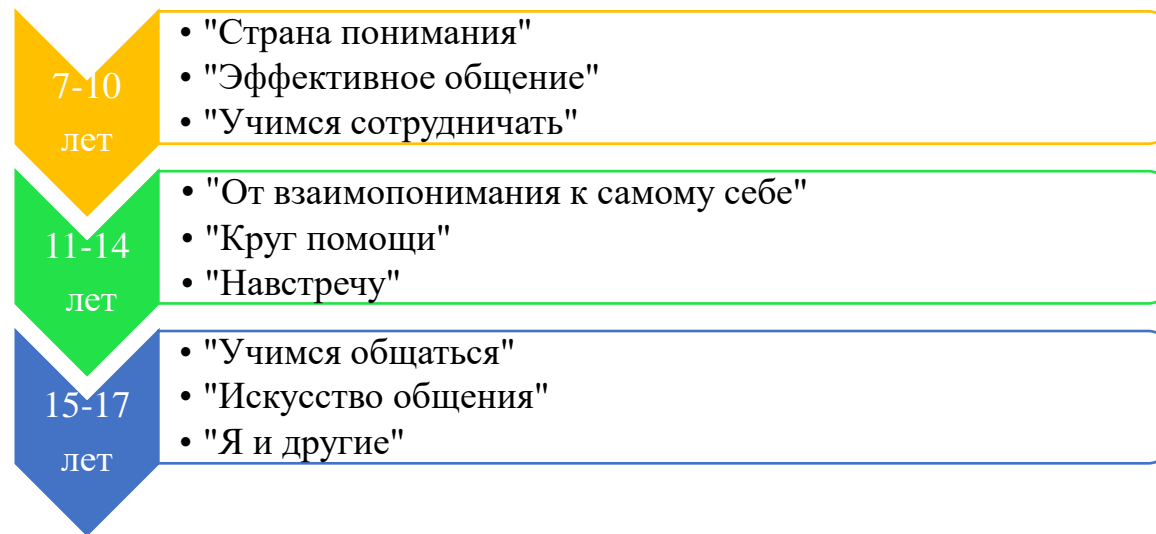 7-10
лет
• "Страна понимания"
• "Эффективное общение"
• "Учимся сотрудничать"
11-14
лет
• "От взаимопонимания к самому себе"
• "Круг помощи"
• "Навстречу"
15-17
лет
• "Учимся общаться"
• "Искусство общения"
• "Я и другие"